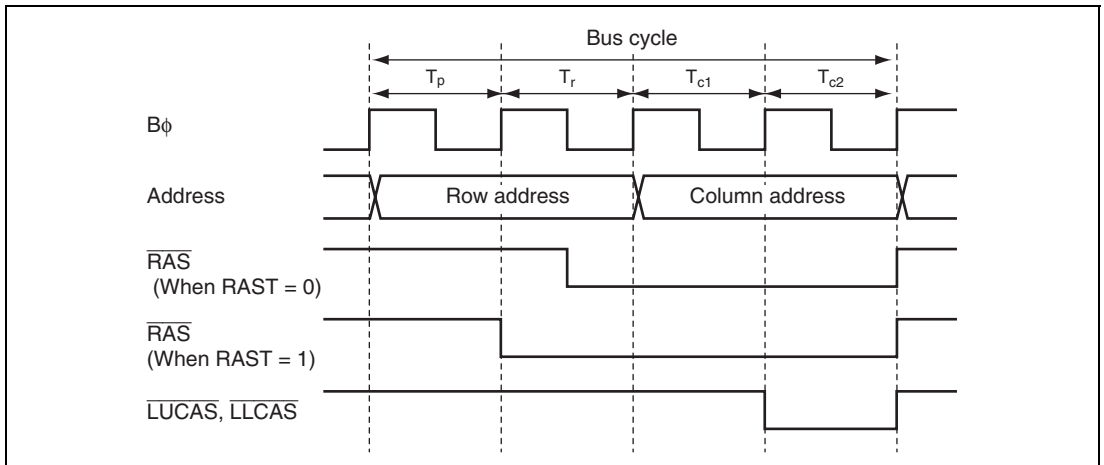 Bus cycle
Tp Tr Tc1 Tc2
Bφ
Address Row address Column address
RAS
(When RAST = 0)
RAS
(When RAST = 1)
LUCAS, LLCAS